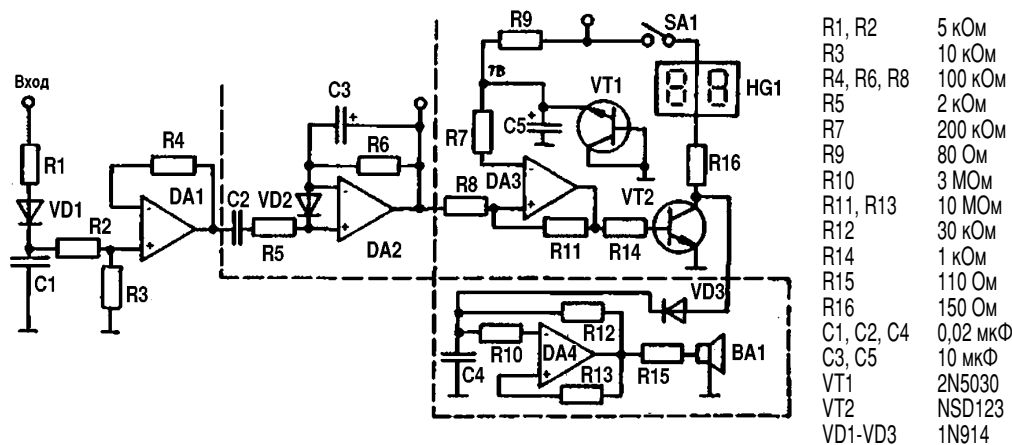 Вход
R1
VD1
C1
R2
R3
R4
DA1
-
+
C2
R5
VD2
C3
+
R6
DA2
-
+
R8
R9
7В
R7
C5
+
VT1
SA1
HG1
R16
VT2
DA3
-
+
R11
R14
VD3
R12
R10
DA4
-
+
R13
C4
R15
BA1
R1, R2 5 кОм
R3 10 кОм
R4, R6, R8 100 кОм
R5 2 кОм
R7 200 кОм
R9 80 Ом
R10 3 МОм
R11, R13 10 МОм
R12 30 кОм
R14 1 кОм
R15 110 Ом
R16 150 Ом
C1, C2, C4 0,02 мкФ
C3, C5 10 мкФ
VT1 2N5030
VT2 NSD123
VD1-VD3 1N914